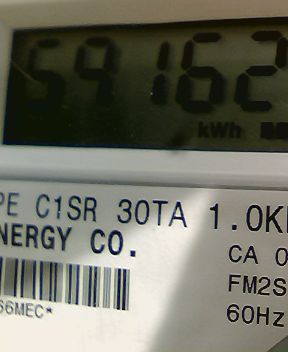 59162
kWh
PE C1SR 30TA 1.0K
NERGY CO.
CA 0
FM2S
66MEC*
60Hz